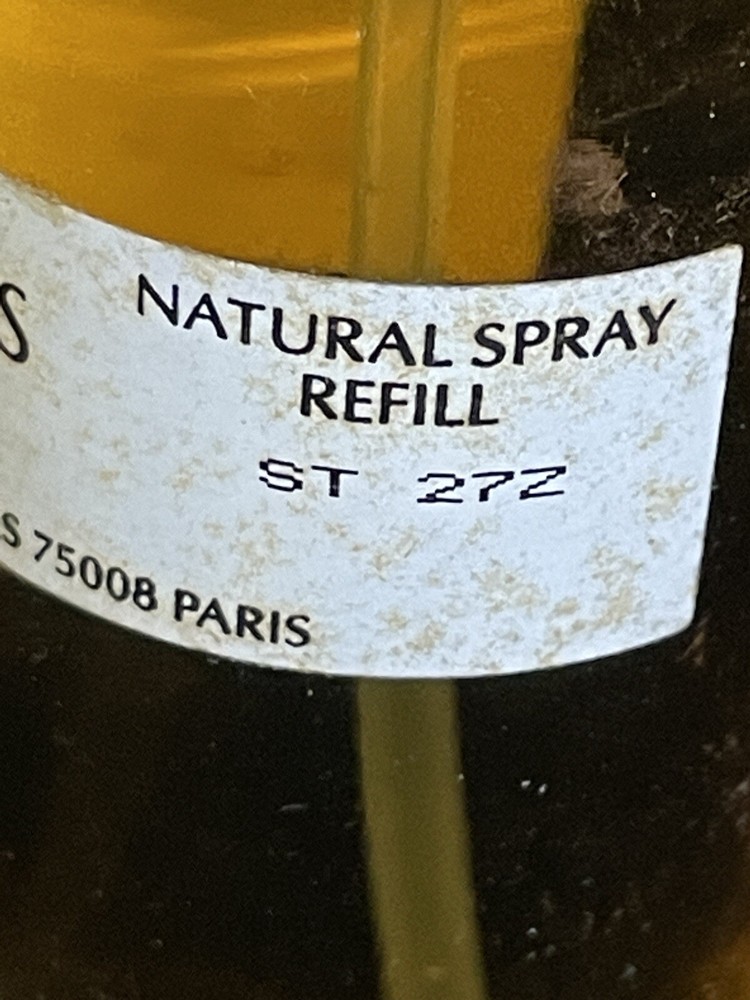 S
NATURAL SPRAY
REFILL
ST 27Z
S 75008 PARIS